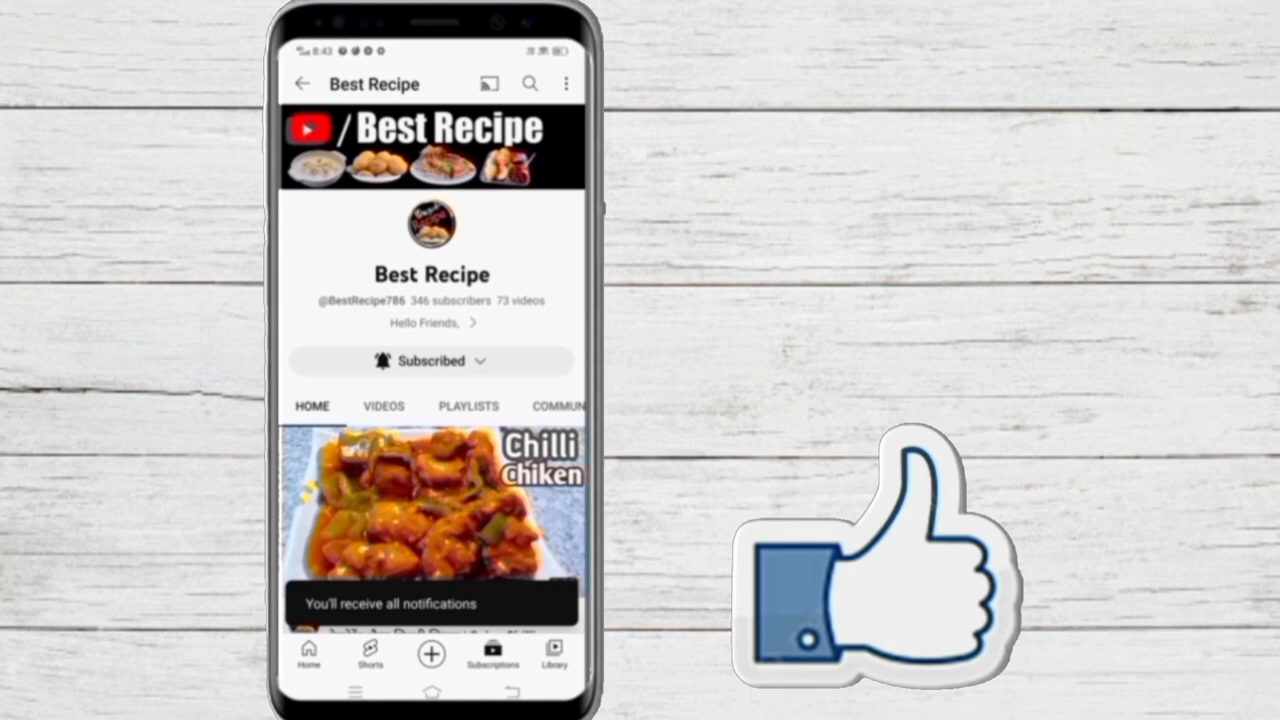 8:43
Best Recipe
/ Best Recipe
Best Recipe
@BestRecipe786 346 subscribers 73 videos
Hello Friends,
Subscribed
HOME VIDEOS PLAYLISTS COMMUN
Chilli
Chiken
You'll receive all notifications
Home Shorts Subscriptions Library